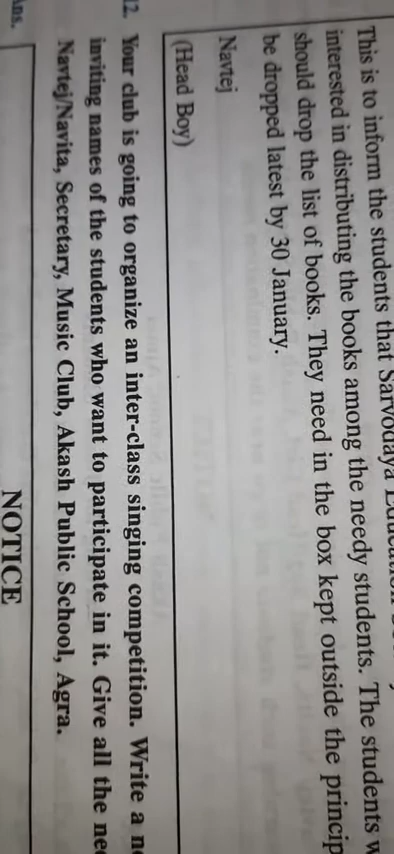 This is to inform the students that Sarvodaya
interested in distributing the books among the needy students. The students
should drop the list of books. They need in the box kept outside the
be dropped latest by 30 January.
Navtej
(Head Boy)
12. Your club is going to organize an inter-class singing competition. Write a
inviting names of the students who want to participate in it. Give all the
Navtej/Navita, Secretary, Music Club, Akash Public School, Agra.
Ans.
NOTICE